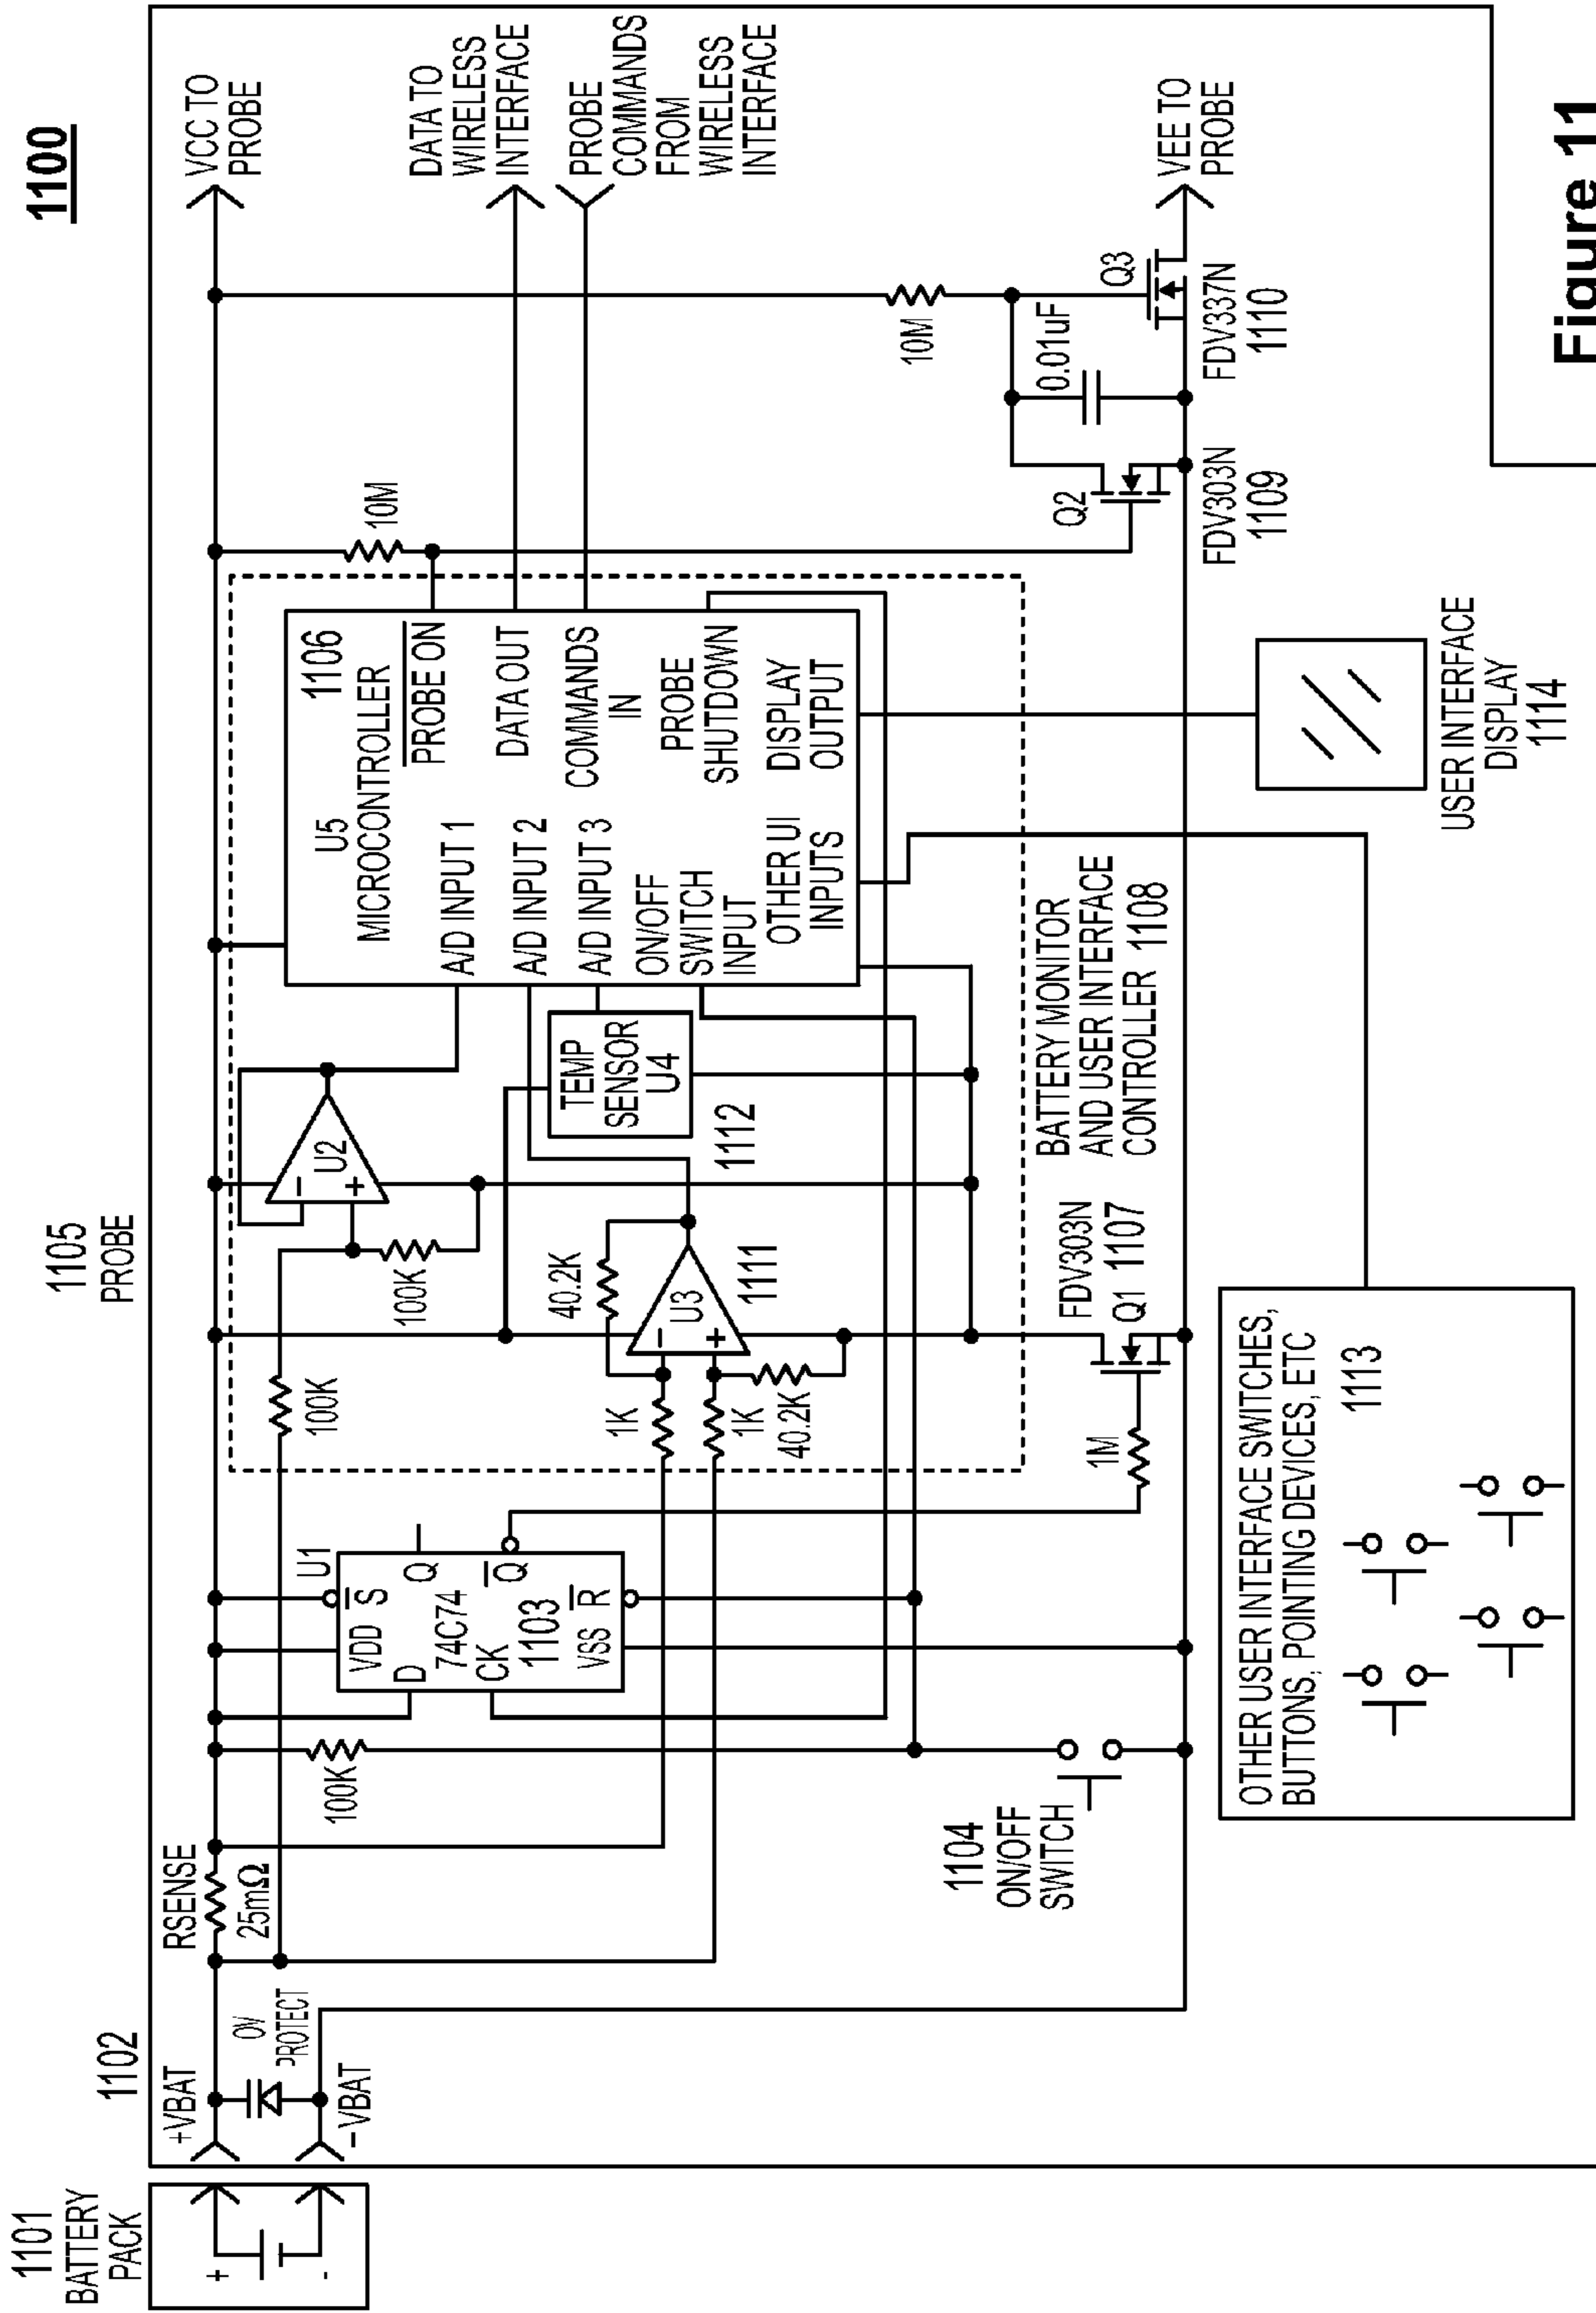 1100
1105
PROBE
1101
BATTERY
PACK
+
-
1102
+VBAT
-VBAT
OV
PROTECT
RSENSE
25mΩ
100K
1104
ON/OFF
SWITCH
U1
VDD
S
D
Q
74C74
CK
1103
Q
VSS
R
100K
100K
U2
-
+
1K
1K
40.2K
40.2K
U3
-
+
1111
TEMP
SENSOR
U4
1112
U5
1106
MICROCONTROLLER
PROBE ON
A/D INPUT 1
DATA OUT
A/D INPUT 2
COMMANDS
IN
A/D INPUT 3
ON/OFF
SWITCH
INPUT
PROBE
SHUTDOWN
OTHER UI
INPUTS
DISPLAY
OUTPUT
1M
FDV303N
Q1
1107
BATTERY MONITOR
AND USER INTERFACE
CONTROLLER 1108
10M
Q2
FDV303N
1109
10M
0.01uF
Q3
FDV337N
1110
VCC TO
PROBE
DATA TO
WIRELESS
INTERFACE
PROBE
COMMANDS
FROM
WIRELESS
INTERFACE
VEE TO
PROBE
OTHER USER INTERFACE SWITCHES,
BUTTONS, POINTING DEVICES, ETC
1113
USER INTERFACE
DISPLAY
1114
Figure 11